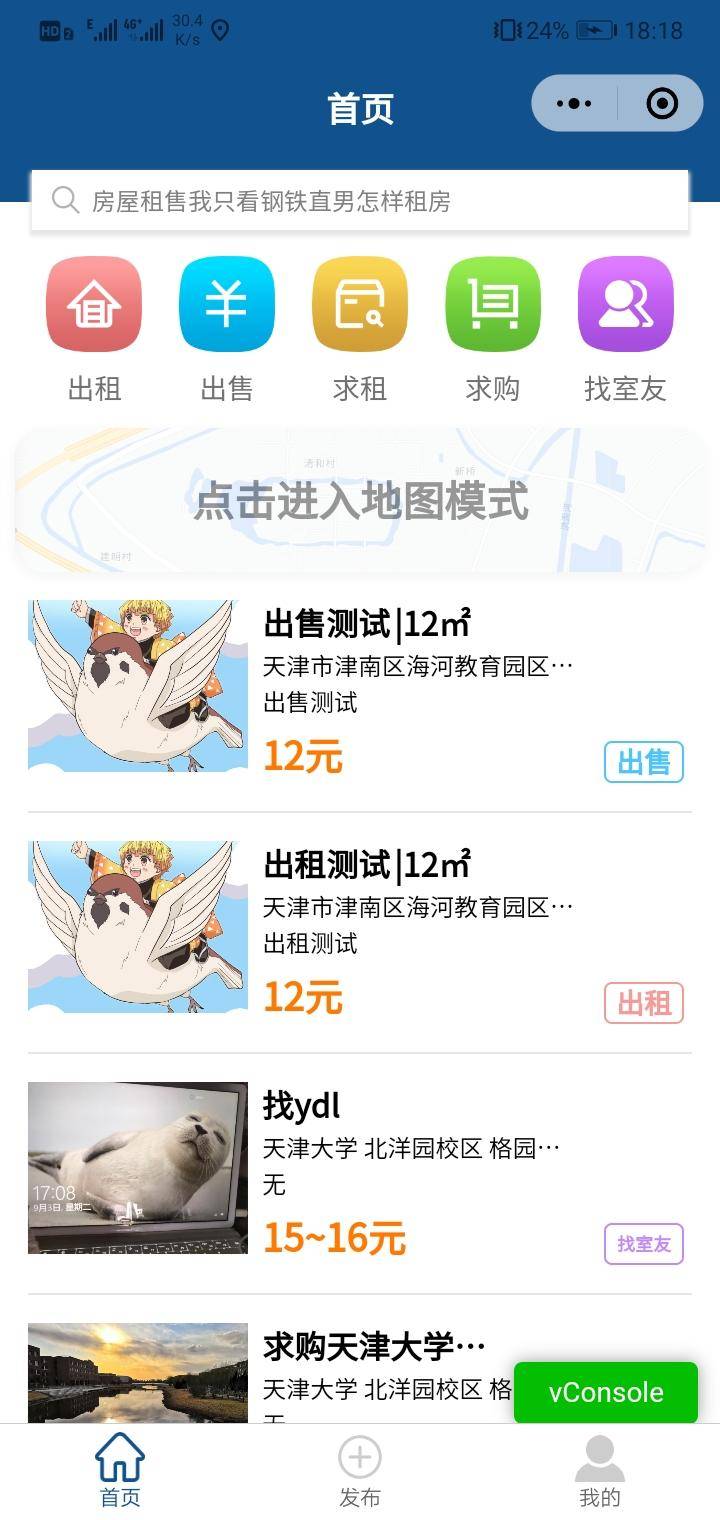 HD 2 E 4G+ 30.4 K/s 24% 18:18
首页
房屋租售我只看钢铁直男怎样租房
出租 出售 求租 求购 找室友
清和村
新桥
点击进入地图模式
建明村
出售测试|12㎡
天津市津南区海河教育园区…
出售测试
12元
出售
出租测试|12㎡
天津市津南区海河教育园区…
出租测试
12元
出租
找ydl
天津大学 北洋园校区 格园…
无
17:08
9月3日, 星期二
15~16元
找室友
求购天津大学…
天津大学 北洋园校区 格
无
vConsole
首页 发布 我的